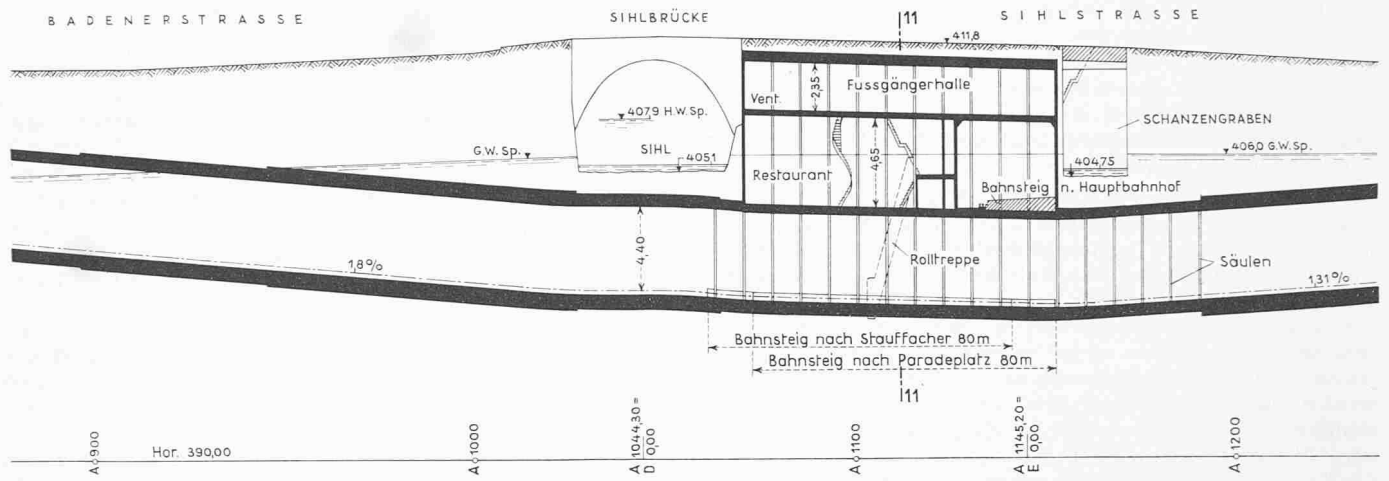 BADENERSTRASSE
SIHLBRÜCKE
11
SIHLSTRASSE
411,8
Fussgängerhalle
2,35
Vent.
407,9 H.W.Sp.
SCHANZENGRABEN
SIHL
G.W.Sp.
405,1
4,65
406,0 G.W.Sp.
404,75
Restaurant
Bahnsteig n. Hauptbahnhof
4,40
Rolltreppe
Säulen
1,8%
1,31%
Bahnsteig nach Stauffacher 80m
Bahnsteig nach Paradeplatz 80m
11
A 900
Hor. 390,00
A 1000
A 1044,30 =
D 0,00
A 1100
A 1145,20 =
E 0,00
A 1200